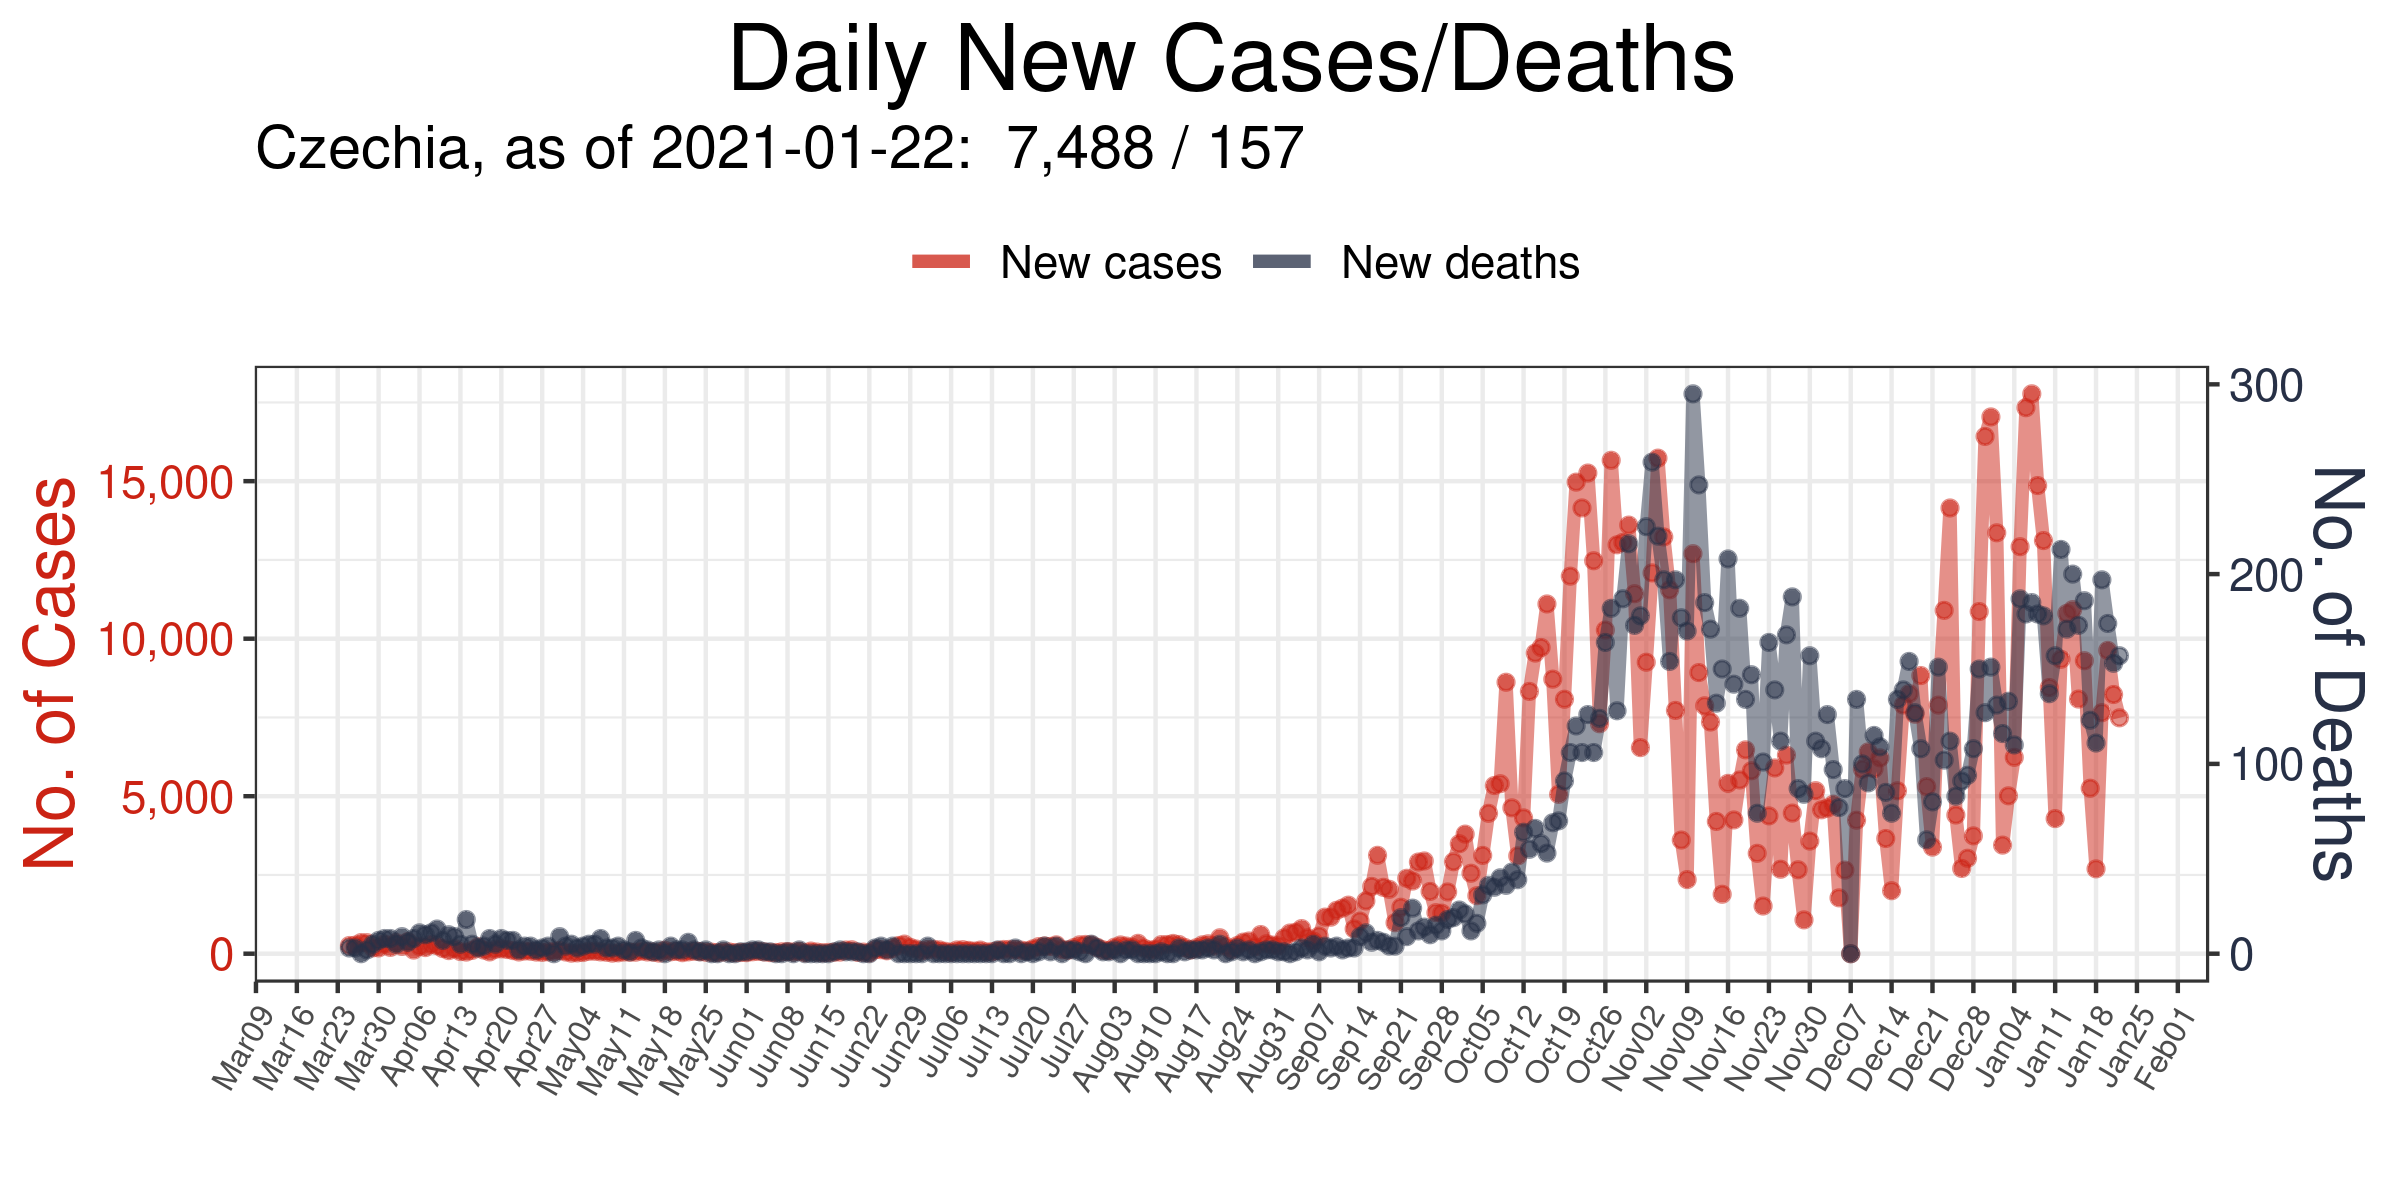 Daily New Cases/Deaths
Czechia, as of 2021-01-22:  7,488 / 157
New cases
New deaths
No. of Cases
15,000
10,000
5,000
0
300
200
100
0
No. of Deaths
Mar09
Mar16
Mar23
Mar30
Apr06
Apr13
Apr20
Apr27
May04
May11
May18
May25
Jun01
Jun08
Jun15
Jun22
Jun29
Jul06
Jul13
Jul20
Jul27
Aug03
Aug10
Aug17
Aug24
Aug31
Sep07
Sep14
Sep21
Sep28
Oct05
Oct12
Oct19
Oct26
Nov02
Nov09
Nov16
Nov23
Nov30
Dec07
Dec14
Dec21
Dec28
Jan04
Jan11
Jan18
Jan25
Feb01